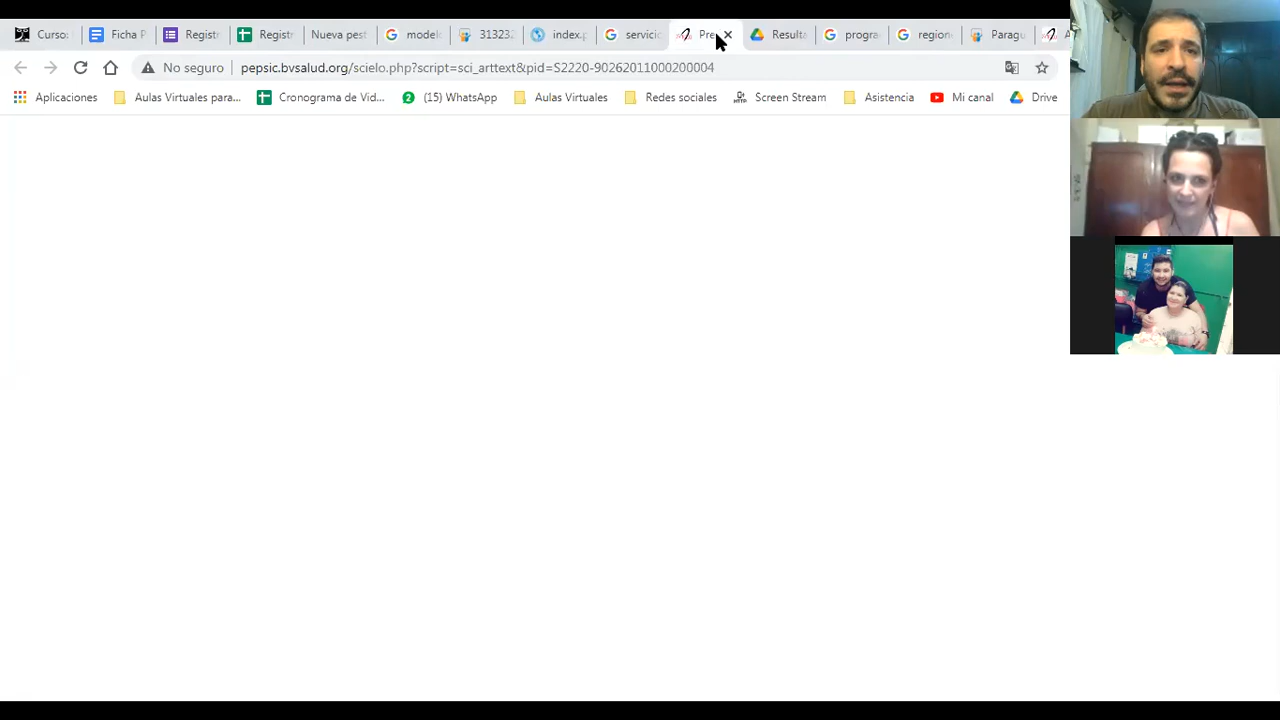 Curso: Ficha P Registr Registr Nueva pest model 31323: index.p servicio Pre Resulta progra region Paragu A
No seguro pepsic.bvsalud.org/scielo.php?script=sci_arttext&pid=S2220-90262011000200004
Aplicaciones Aulas Virtuales para... Cronograma de Vid... (15) WhatsApp Aulas Virtuales Redes sociales Screen Stream Asistencia Mi canal Drive